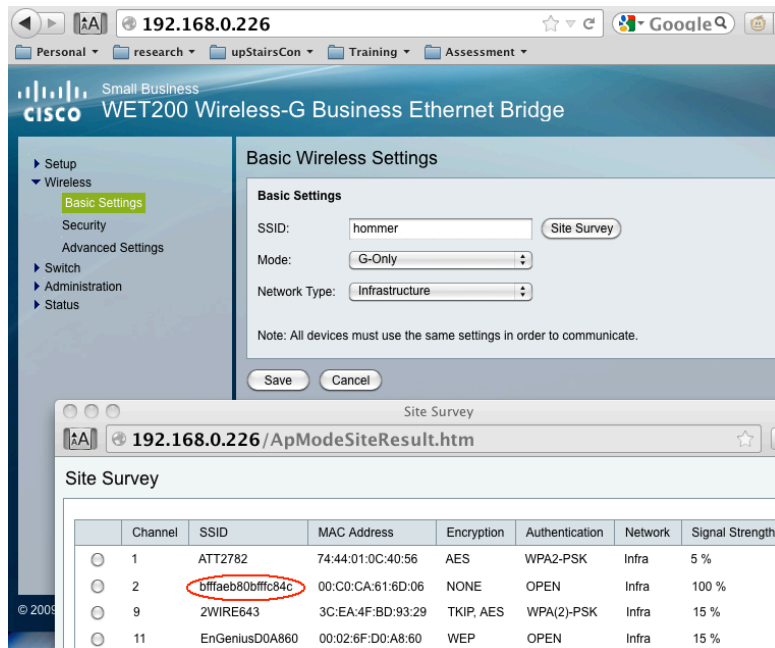 192.168.0.226
Google
Personal
research
upStairsCon
Training
Assessment
Small Business
CISCO
WET200 Wireless-G Business Ethernet Bridge
Setup
Wireless
Basic Settings
Security
Advanced Settings
Switch
Administration
Status
© 2009
Basic Wireless Settings
Basic Settings
SSID: hommer Site Survey
Mode: G-Only
Network Type: Infrastructure
Note: All devices must use the same settings in order to communicate.
Save Cancel
Site Survey
192.168.0.226/ApModeSiteResult.htm
Site Survey
Channel SSID MAC Address Encryption Authentication Network Signal Strength
1 ATT2782 74:44:01:0C:40:56 AES WPA2-PSK Infra 5 %
2 bfffaeb80bfffc84c 00:C0:CA:61:6D:06 NONE OPEN Infra 100 %
9 2WIRE643 3C:EA:4F:BD:93:29 TKIP, AES WPA(2)-PSK Infra 15 %
11 EnGeniusD0A860 00:02:6F:D0:A8:60 WEP OPEN Infra 15 %